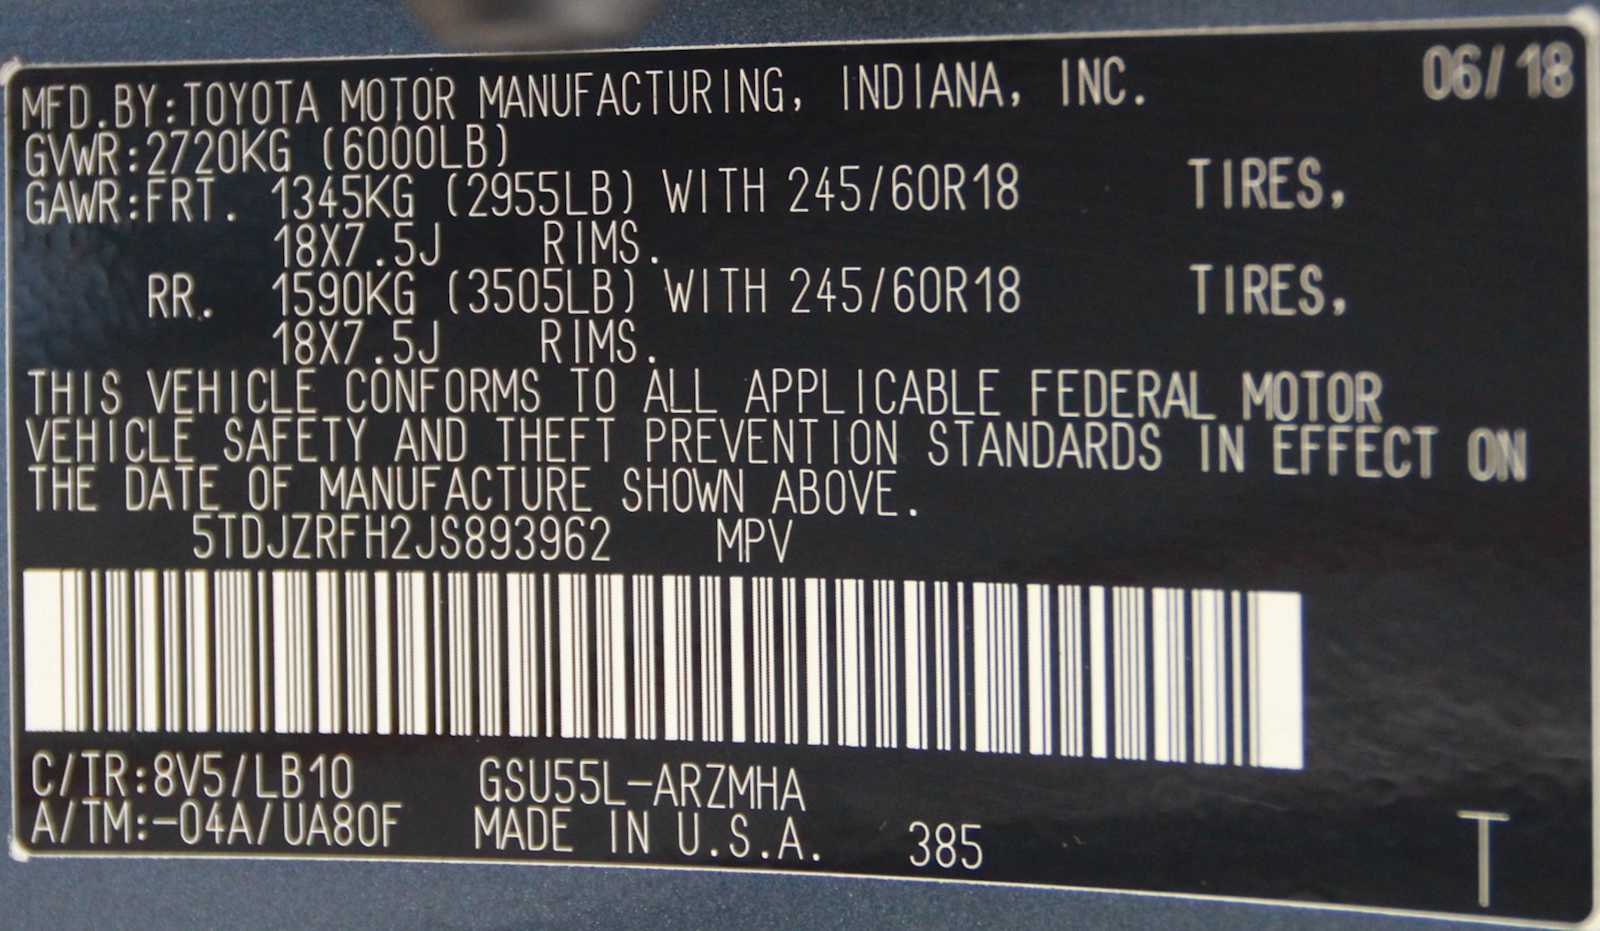 MFD.BY:TOYOTA MOTOR MANUFACTURING, INDIANA, INC. 06/18
GVWR:2720KG (6000LB)
GAWR:FRT. 1345KG (2955LB) WITH 245/60R18 TIRES,
18X7.5J RIMS.
RR. 1590KG (3505LB) WITH 245/60R18 TIRES,
18X7.5J RIMS.
THIS VEHICLE CONFORMS TO ALL APPLICABLE FEDERAL MOTOR
VEHICLE SAFETY AND THEFT PREVENTION STANDARDS IN EFFECT ON
THE DATE OF MANUFACTURE SHOWN ABOVE.
5TDJZRFH2JS893962 MPV
C/TR:8V5/LB10 GSU55L-ARZMHA
A/TM:-04A/UA80F MADE IN U.S.A. 385 T